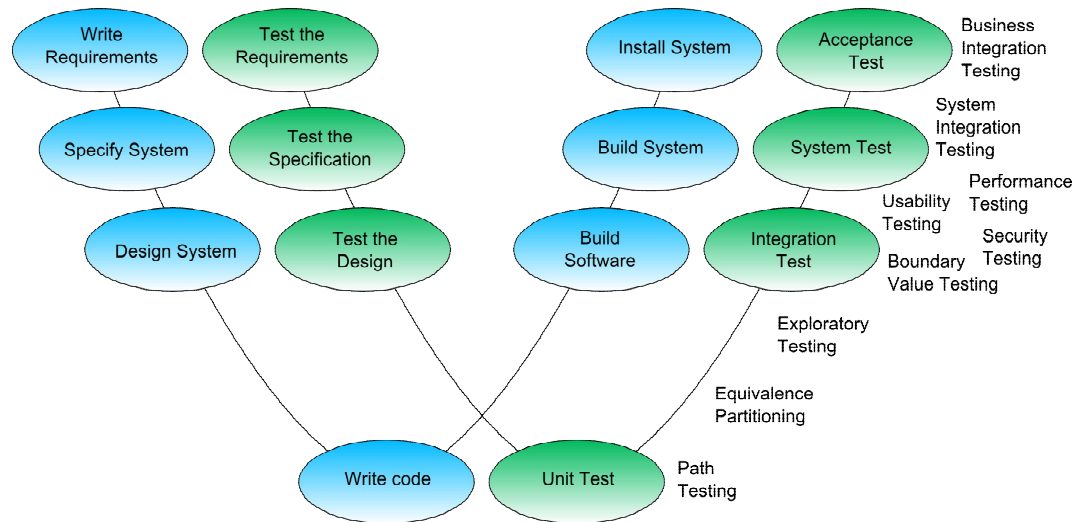 Write
Requirements
Test the
Requirements
Install System
Acceptance
Test
Business
Integration
Testing
Specify System
Test the
Specification
Build System
System Test
System
Integration
Testing
Performance
Testing
Usability
Testing
Design System
Test the
Design
Build
Software
Integration
Test
Security
Testing
Boundary
Value Testing
Exploratory
Testing
Equivalence
Partitioning
Write code
Unit Test
Path
Testing